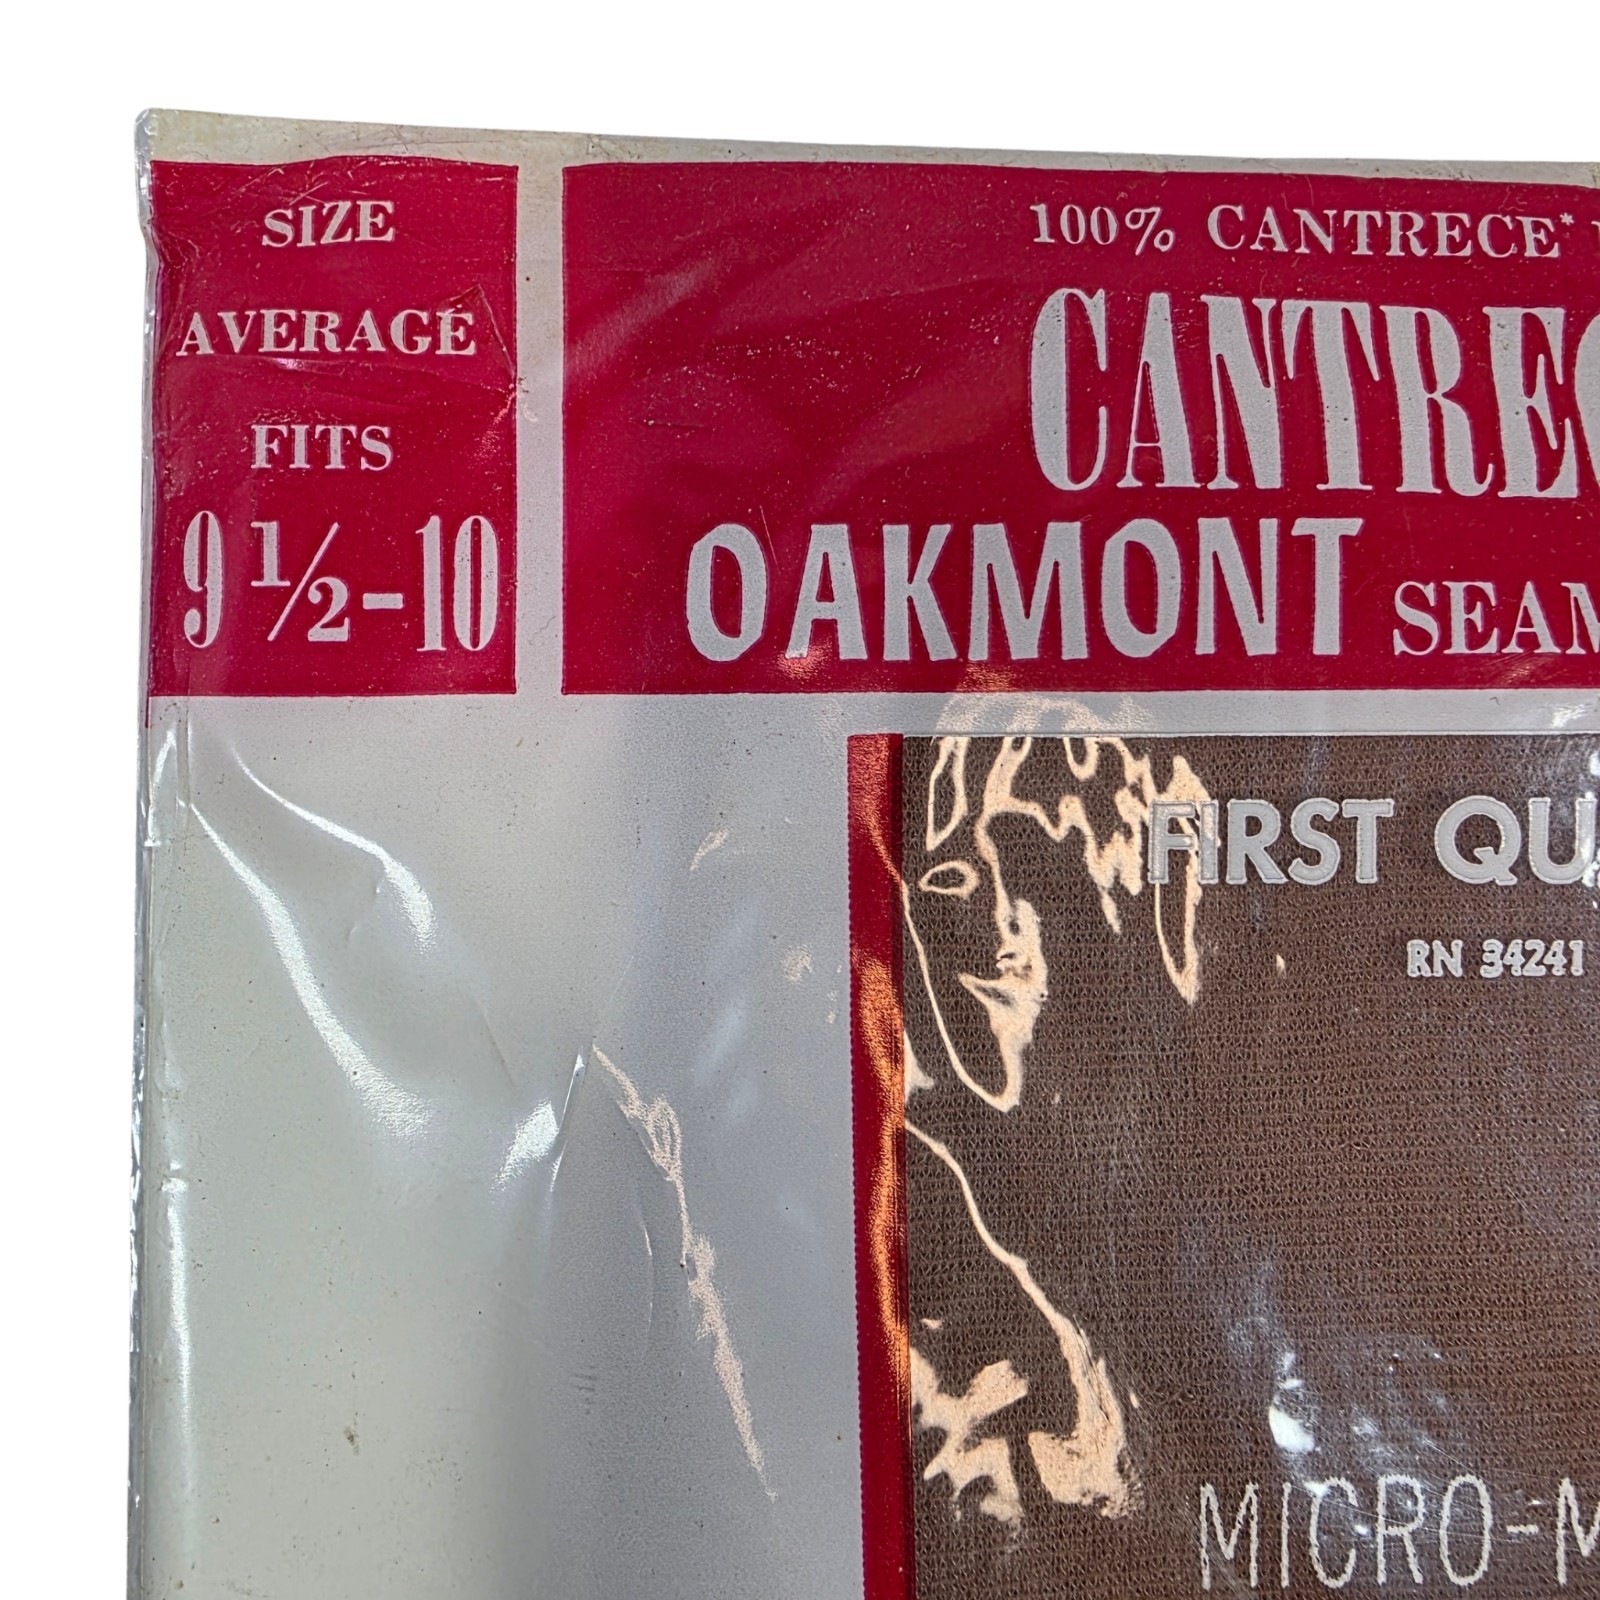 SIZE
AVERAGE
FITS
9 1/2-10
100% CANTRECE*
CANTREC
OAKMONT SEAM
FIRST QU
RN 34241
MICRO-M